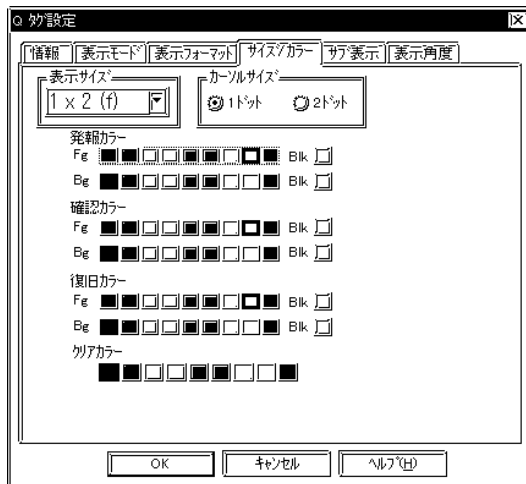 Q ﾀｸﾞ設定
情報 表示ﾓｰﾄﾞ 表示ﾌｫｰﾏｯﾄ ｻｲｽﾞ/ｶﾗｰ ｻﾌﾞ表示 表示角度
表示ｻｲｽﾞ ｶｰｿﾙｻｲｽﾞ
1 x 2 (f) 1ﾄﾞｯﾄ 2ﾄﾞｯﾄ
発報ｶﾗｰ
Fg Blk
Bg Blk
確認ｶﾗｰ
Fg Blk
Bg Blk
復旧ｶﾗｰ
Fg Blk
Bg Blk
ｸﾘｱｶﾗｰ
OK ｷｬﾝｾﾙ ﾍﾙﾌﾟ(H)